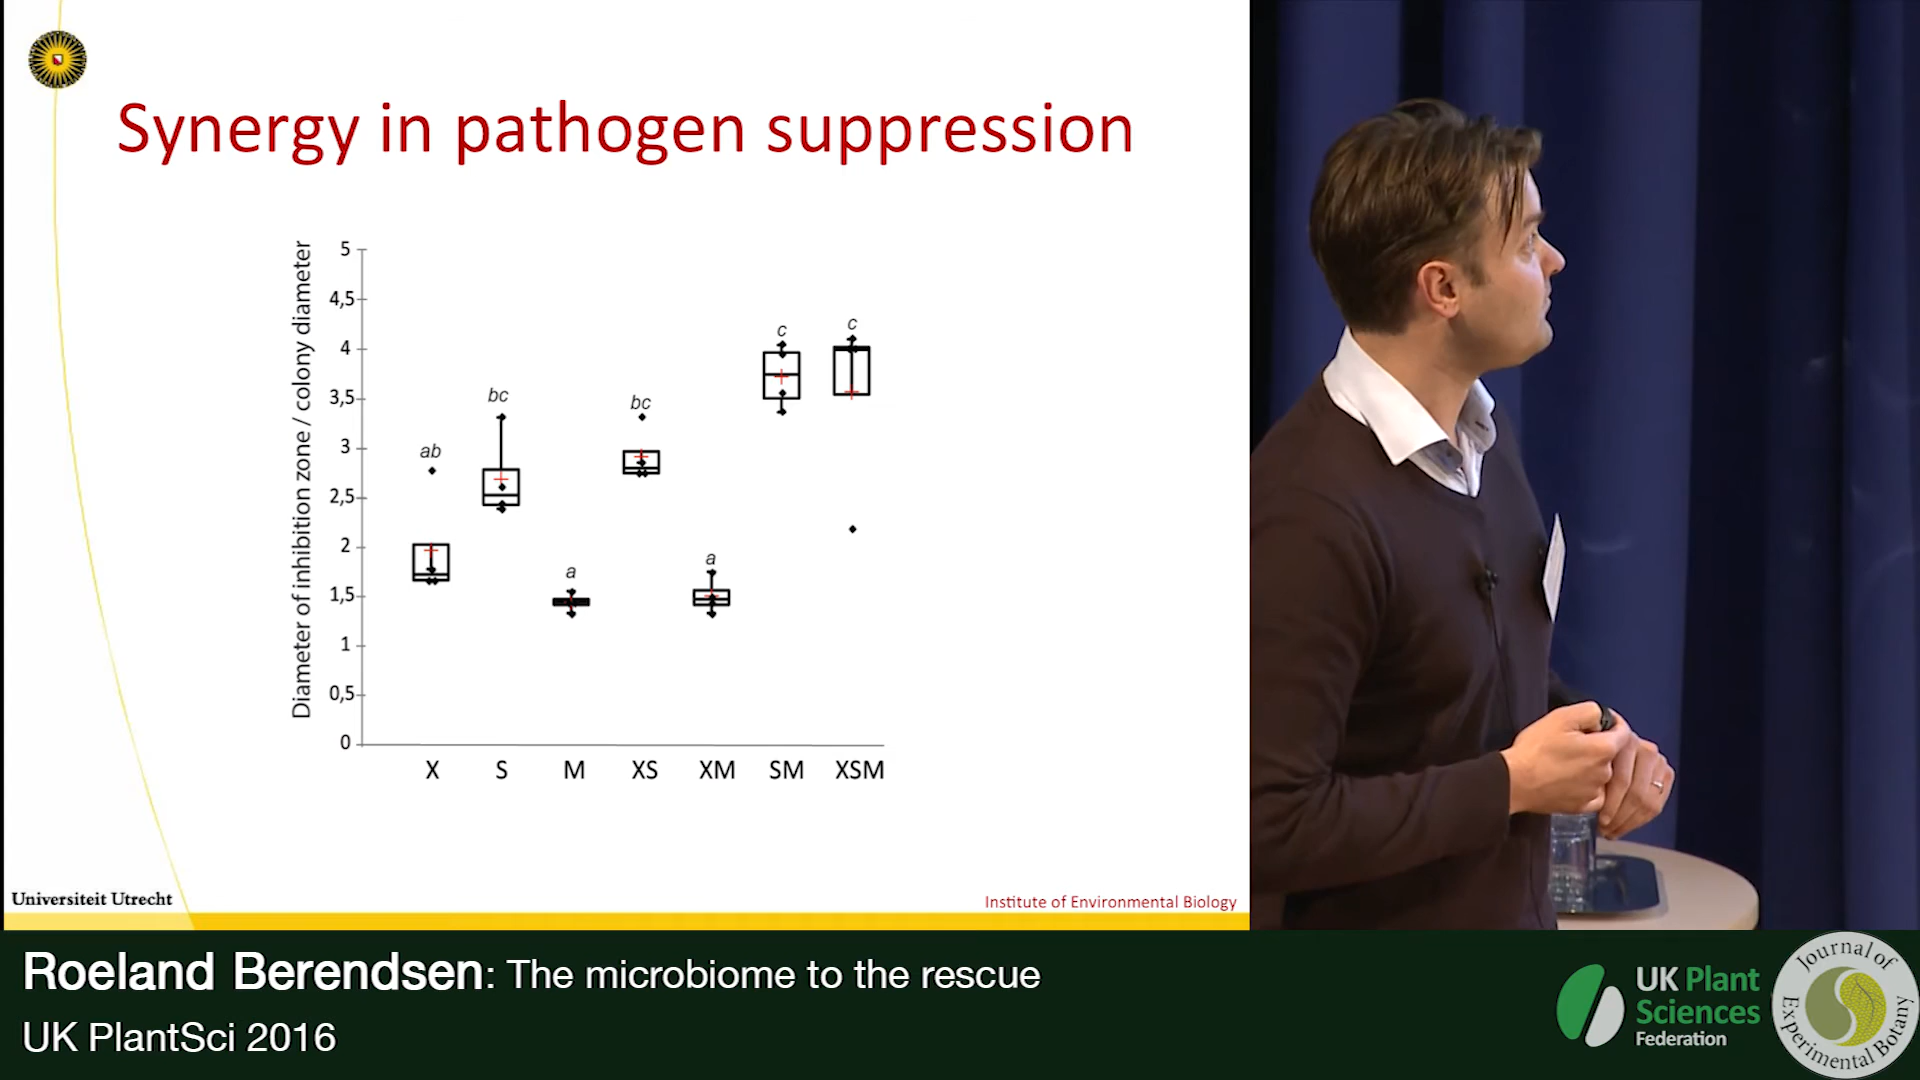 Synergy in pathogen suppression
Diameter of inhibition zone / colony diameter
5
4,5
4
3,5
3
2,5
2
1,5
1
0,5
0
ab
bc
a
bc
a
c
c
X S M XS XM SM XSM
Universiteit Utrecht
Institute of Environmental Biology
Roeland Berendsen: The microbiome to the rescue
UK PlantSci 2016
UK Plant
Sciences
Federation
Journal of
Experimental Botany